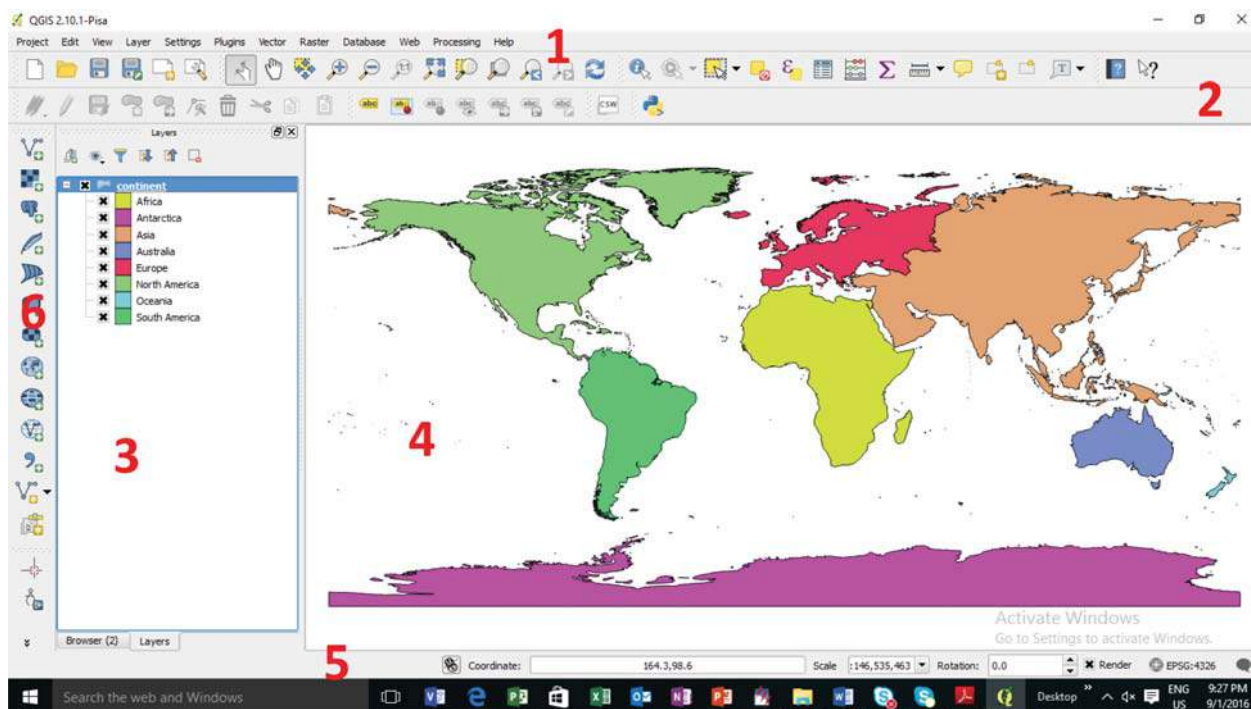 QGIS 2.10.1-Pisa
Project Edit View Layer Settings Plugins Vector Raster Database Web Processing Help
1
2
abc
CSW
Layers
continent
Africa
Antarctica
Asia
Australia
Europe
North America
Oceania
South America
6
3
4
Browser (2) Layers
Activate Windows
Go to Settings to activate Windows.
5
Coordinate: 164.3,98.6 Scale :146,535,463 Rotation: 0.0 Render EPSG:4326
Search the web and Windows Desktop ENG 9:27 PM
US 9/1/2016